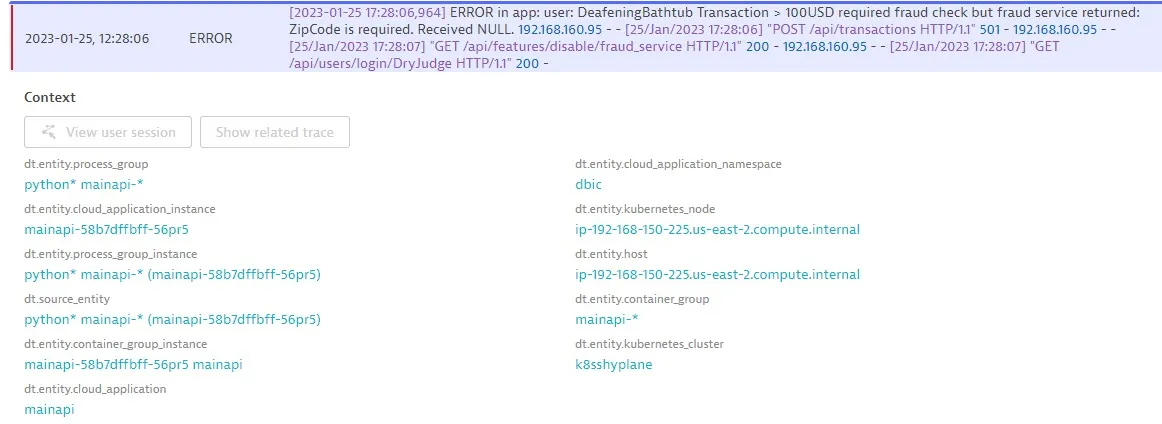 [2023-01-25 17:28:06,964] ERROR in app: user: DeafeningBathtub Transaction > 100USD required fraud check but fraud service returned:
2023-01-25, 12:28:06 ERROR ZipCode is required. Received NULL. 192.168.160.95 - - [25/Jan/2023 17:28:06] "POST /api/transactions HTTP/1.1" 501 - 192.168.160.95 - -
[25/Jan/2023 17:28:07] "GET /api/features/disable/fraud_service HTTP/1.1" 200 - 192.168.160.95 - - [25/Jan/2023 17:28:07] "GET
/api/users/login/DryJudge HTTP/1.1" 200 -
Context
View user session Show related trace
dt.entity.process_group dt.entity.cloud_application_namespace
python* mainapi-* dbic
dt.entity.cloud_application_instance dt.entity.kubernetes_node
mainapi-58b7dffbff-56pr5 ip-192-168-150-225.us-east-2.compute.internal
dt.entity.process_group_instance dt.entity.host
python* mainapi-* (mainapi-58b7dffbff-56pr5) ip-192-168-150-225.us-east-2.compute.internal
dt.source_entity dt.entity.container_group
python* mainapi-* (mainapi-58b7dffbff-56pr5) mainapi-*
dt.entity.container_group_instance dt.entity.kubernetes_cluster
mainapi-58b7dffbff-56pr5 mainapi k8sshyplane
dt.entity.cloud_application
mainapi